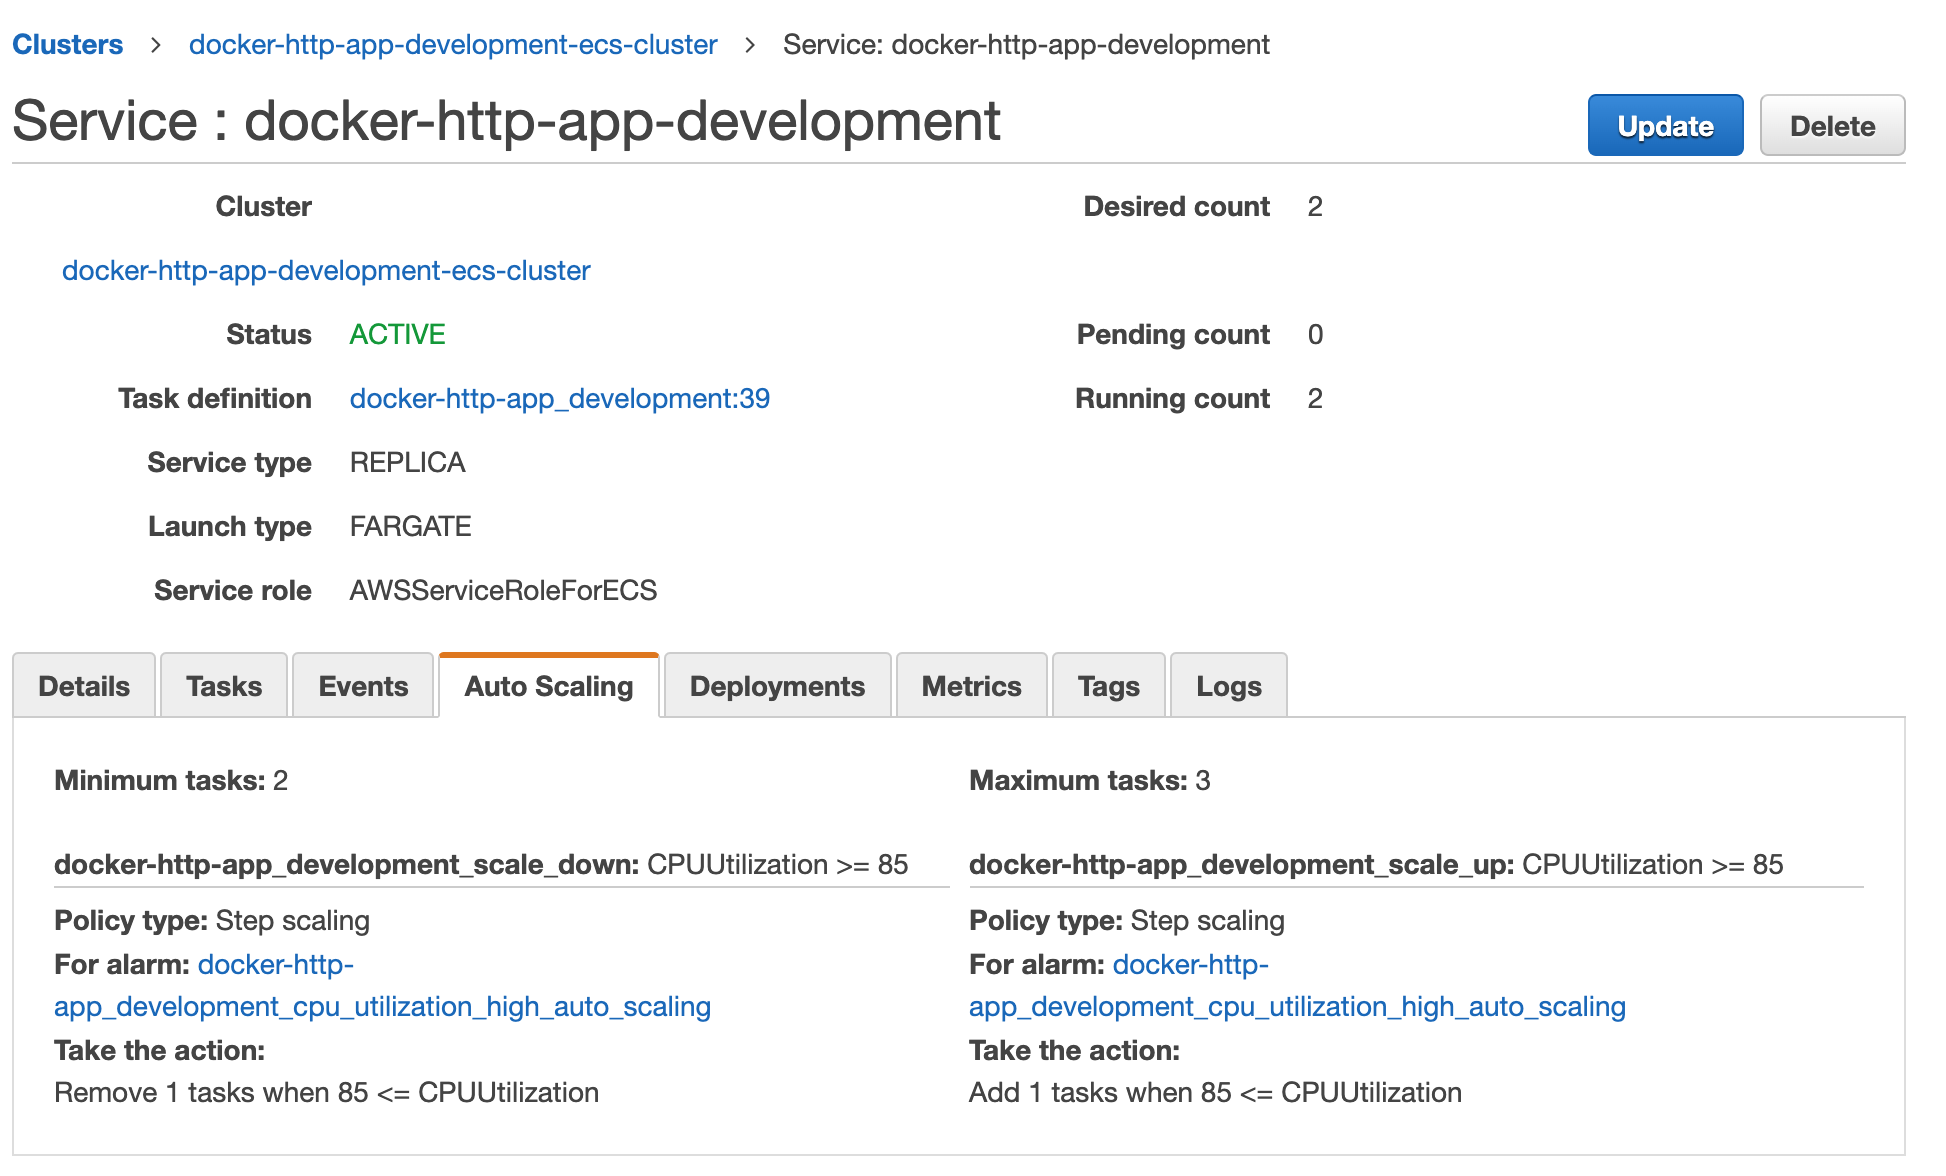 Clusters > docker-http-app-development-ecs-cluster > Service: docker-http-app-development
Service : docker-http-app-development
Update
Delete
Cluster
docker-http-app-development-ecs-cluster
Status ACTIVE
Task definition docker-http-app_development:39
Service type REPLICA
Launch type FARGATE
Service role AWSServiceRoleForECS
Desired count 2
Pending count 0
Running count 2
Details
Tasks
Events
Auto Scaling
Deployments
Metrics
Tags
Logs
Minimum tasks: 2
Maximum tasks: 3
docker-http-app_development_scale_down: CPUUtilization >= 85
Policy type: Step scaling
For alarm: docker-http-
app_development_cpu_utilization_high_auto_scaling
Take the action:
Remove 1 tasks when 85 <= CPUUtilization
docker-http-app_development_scale_up: CPUUtilization >= 85
Policy type: Step scaling
For alarm: docker-http-
app_development_cpu_utilization_high_auto_scaling
Take the action:
Add 1 tasks when 85 <= CPUUtilization